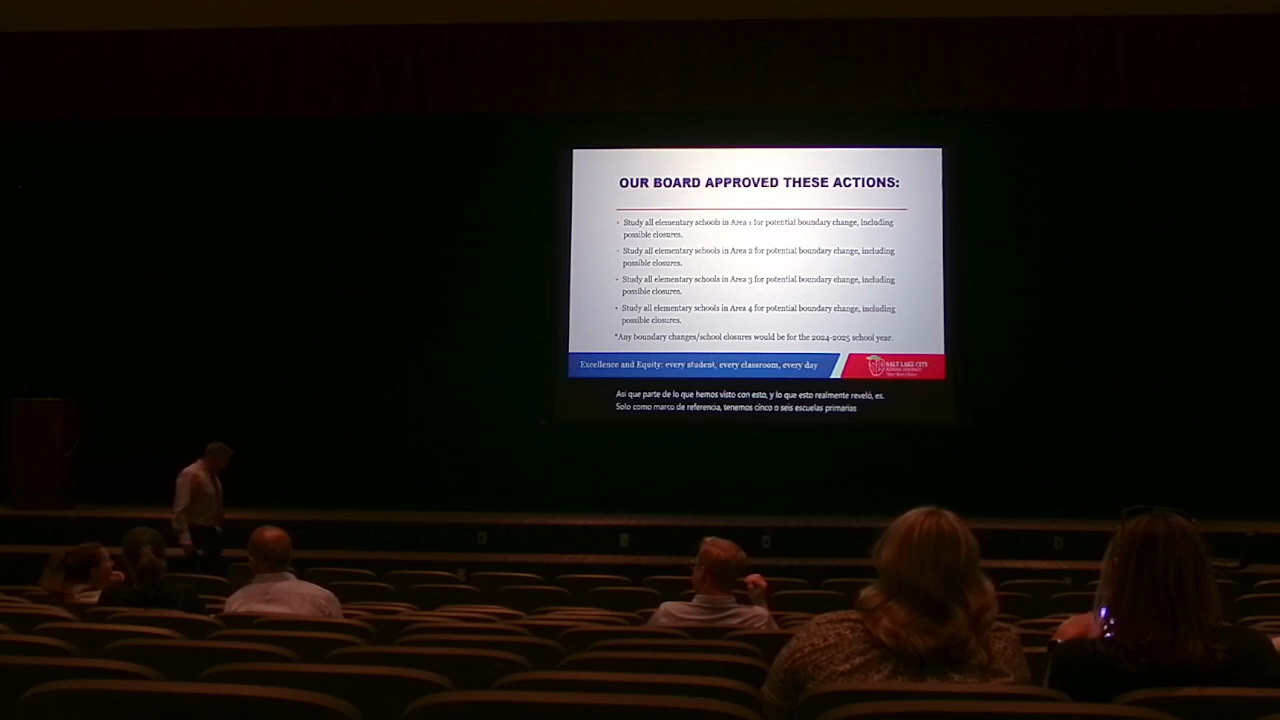 OUR BOARD APPROVED THESE ACTIONS:
• Study all elementary schools in Area 1 for potential boundary change, including
possible closures.
• Study all elementary schools in Area 2 for potential boundary change, including
possible closures.
• Study all elementary schools in Area 3 for potential boundary change, including
possible closures.
• Study all elementary schools in Area 4 for potential boundary change, including
possible closures.
*Any boundary changes/school closures would be for the 2024-2025 school year.
Excellence and Equity: every student, every classroom, every day
SALT LAKE CITY
Así que parte de lo que hemos visto con esto, y lo que esto realmente reveló, es.
Solo como marco de referencia, tenemos cinco o seis escuelas primarias